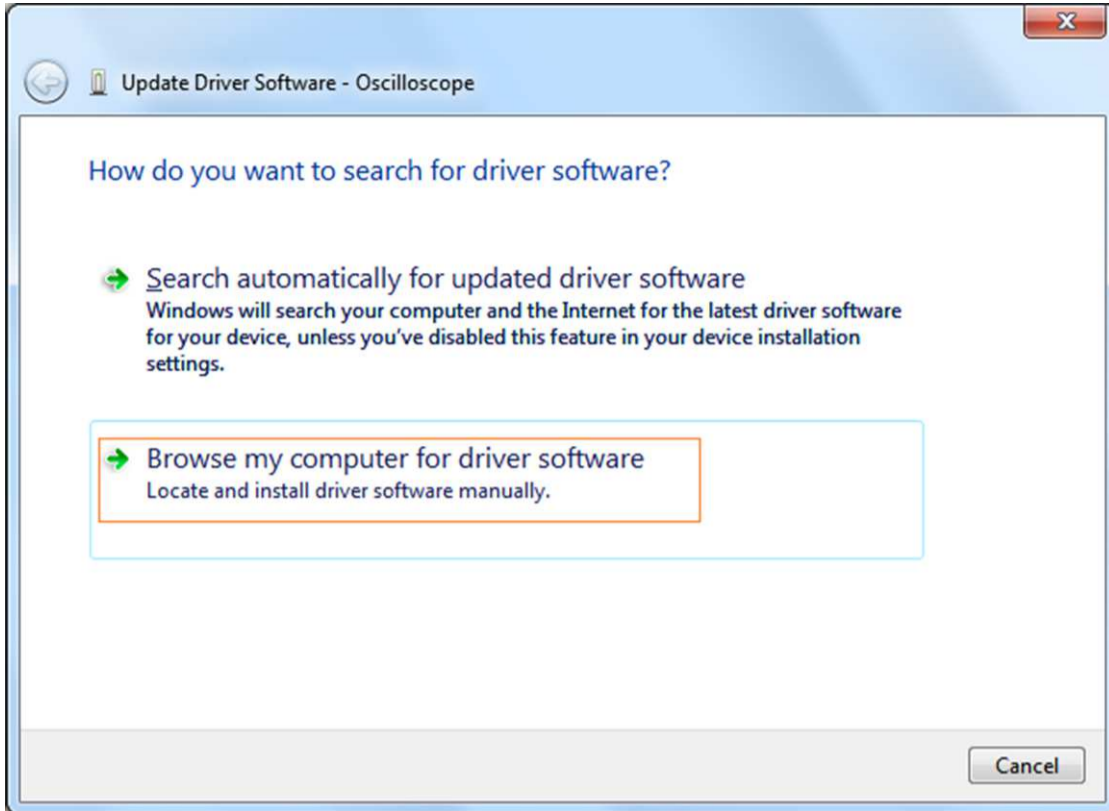 Update Driver Software - Oscilloscope
How do you want to search for driver software?
Search automatically for updated driver software
Windows will search your computer and the Internet for the latest driver software
for your device, unless you've disabled this feature in your device installation
settings.
Browse my computer for driver software
Locate and install driver software manually.
Cancel